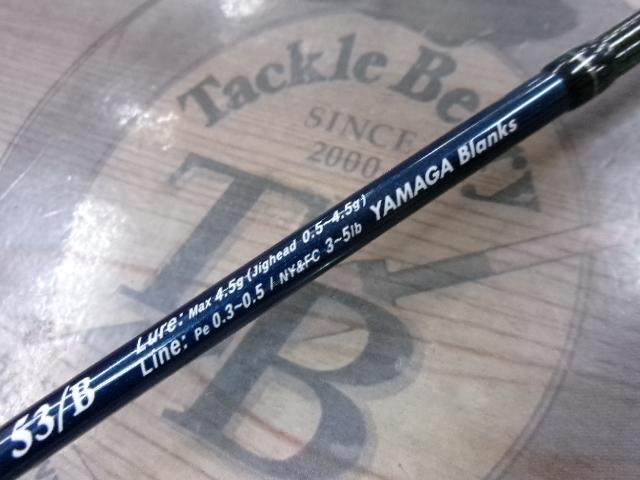 Tackle Berry
SINCE
2000
TB
53/B
Lure: Max 4.5g (Jighead 0.5~4.5g)
Line: Pe 0.3~0.5 / NY&FC 3~5lb
YAMAGA Blanks